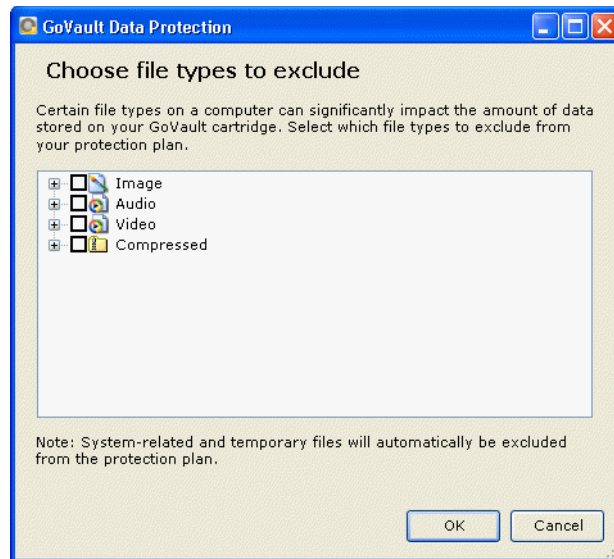 GoVault Data Protection
Choose file types to exclude
Certain file types on a computer can significantly impact the amount of data
stored on your GoVault cartridge. Select which file types to exclude from
your protection plan.
Image
Audio
Video
Compressed
Note: System-related and temporary files will automatically be excluded
from the protection plan.
OK Cancel